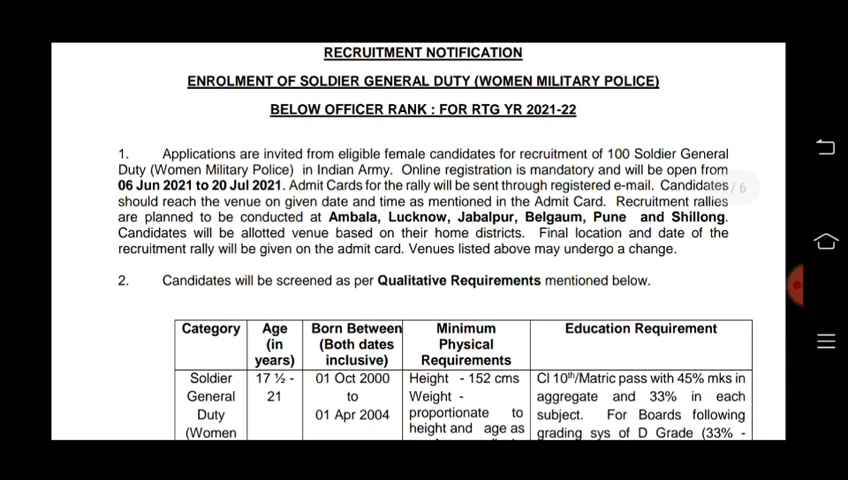 RECRUITMENT NOTIFICATION
ENROLMENT OF SOLDIER GENERAL DUTY (WOMEN MILITARY POLICE)
BELOW OFFICER RANK : FOR RTG YR 2021-22
1. Applications are invited from eligible female candidates for recruitment of 100 Soldier General
Duty (Women Military Police) in Indian Army. Online registration is mandatory and will be open from
06 Jun 2021 to 20 Jul 2021. Admit Cards for the rally will be sent through registered e-mail. Candidates
/ 6
should reach the venue on given date and time as mentioned in the Admit Card. Recruitment rallies
are planned to be conducted at Ambala, Lucknow, Jabalpur, Belgaum, Pune and Shillong.
Candidates will be allotted venue based on their home districts. Final location and date of the
recruitment rally will be given on the admit card. Venues listed above may undergo a change.
2. Candidates will be screened as per Qualitative Requirements mentioned below.
Category Age Born Between Minimum Education Requirement
(in (Both dates Physical
years) inclusive) Requirements
Soldier 17 ½ - 01 Oct 2000 Height - 152 cms Cl 10th/Matric pass with 45% mks in
General 21 to Weight - aggregate and 33% in each
Duty 01 Apr 2004 proportionate to subject. For Boards following
(Women height and age as grading sys of D Grade (33% -